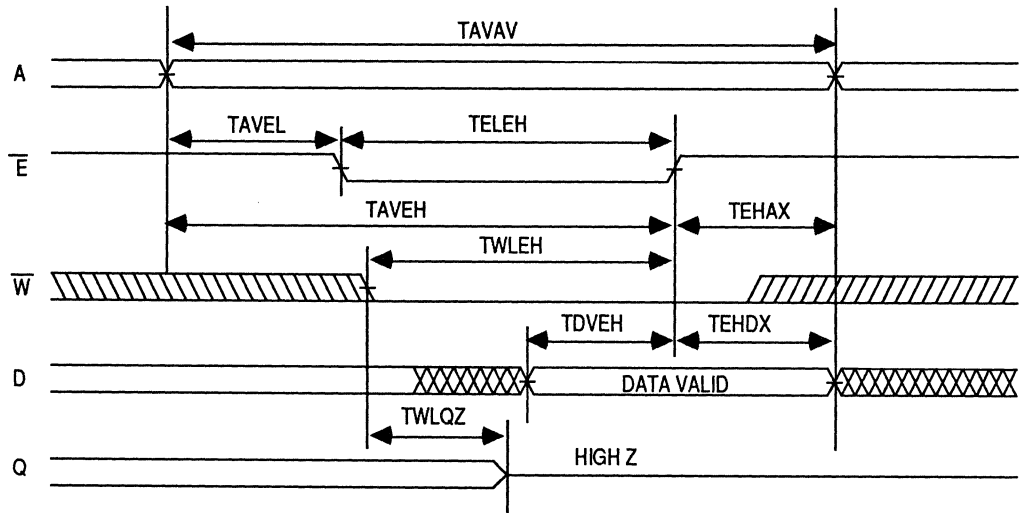 TAVAV
A
TAVEL TELEH
E̅
TAVEH TEHAX
TWLEH
W̅
TDVEH TEHDX
D DATA VALID
TWLQZ
Q HIGH Z